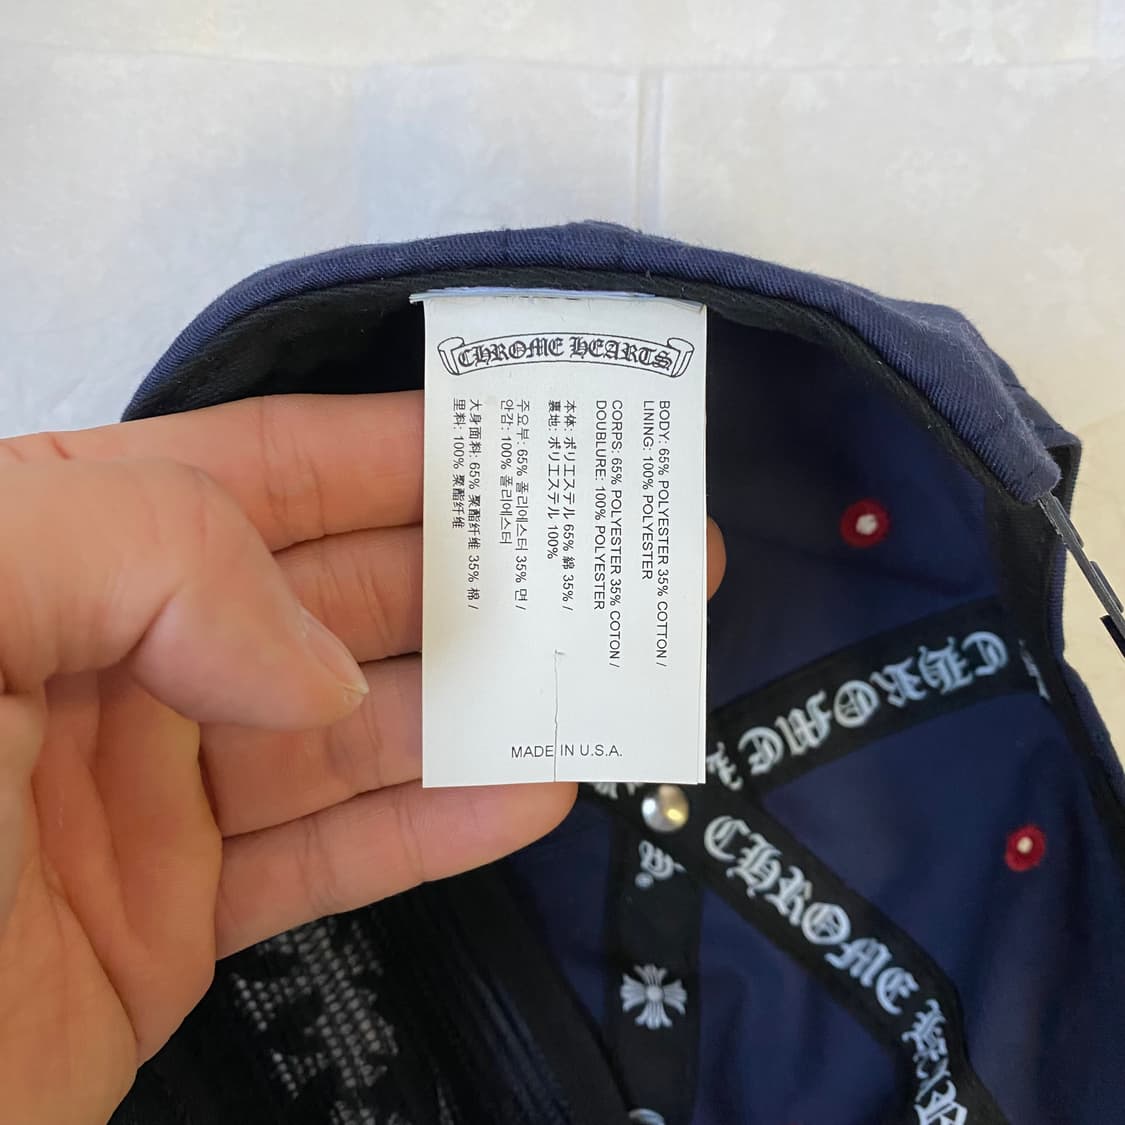 CHROME HEARTS
BODY: 65% POLYESTER 35% COTTON /
LINING: 100% POLYESTER
CORPS: 65% POLYESTER 35% COTON /
DOUBLURE: 100% POLYESTER
本体: ポリエステル 65% 綿 35% /
裏地: ポリエステル 100%
주요부: 65% 폴리에스터 35% 면 /
안감: 100% 폴리에스터
大身面料: 65% 聚酯纤维 35% 棉 /
里料: 100% 聚酯纤维
MADE IN U.S.A.
CHROME
CHROME HEA